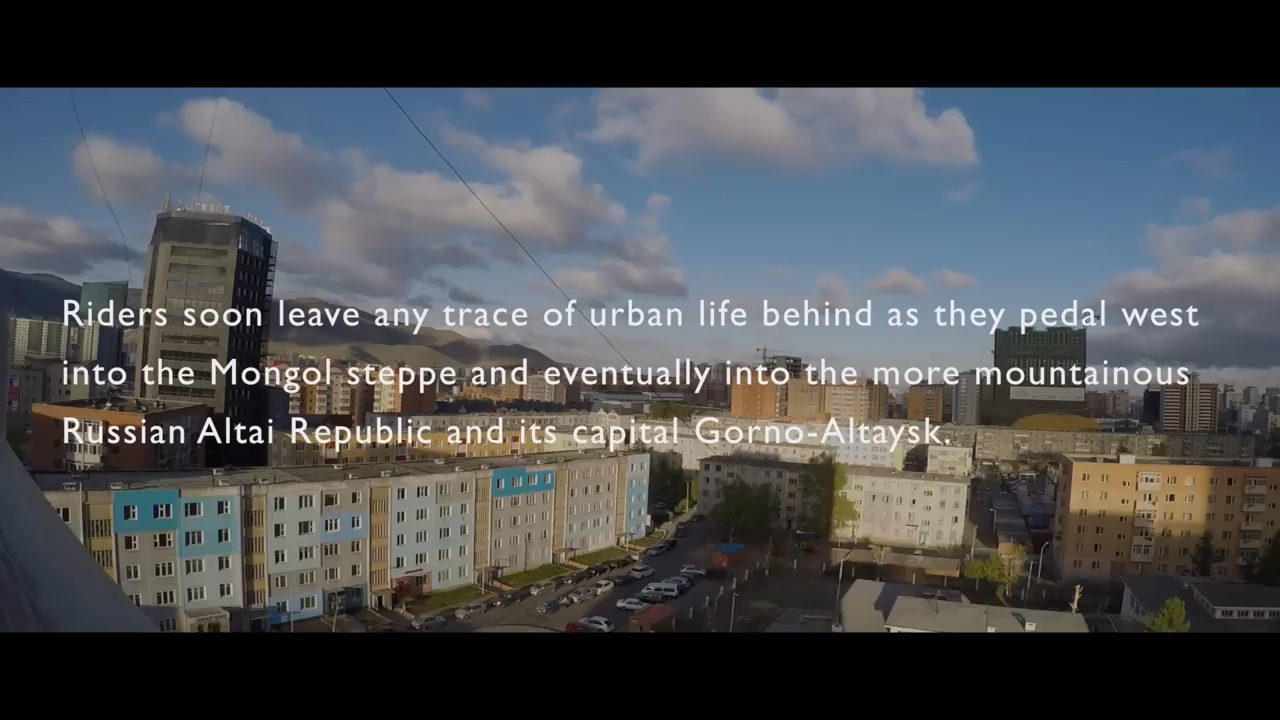 Riders soon leave any trace of urban life behind as they pedal west
into the Mongol steppe and eventually into the more mountainous
Russian Altai Republic and its capital Gorno-Altaysk.